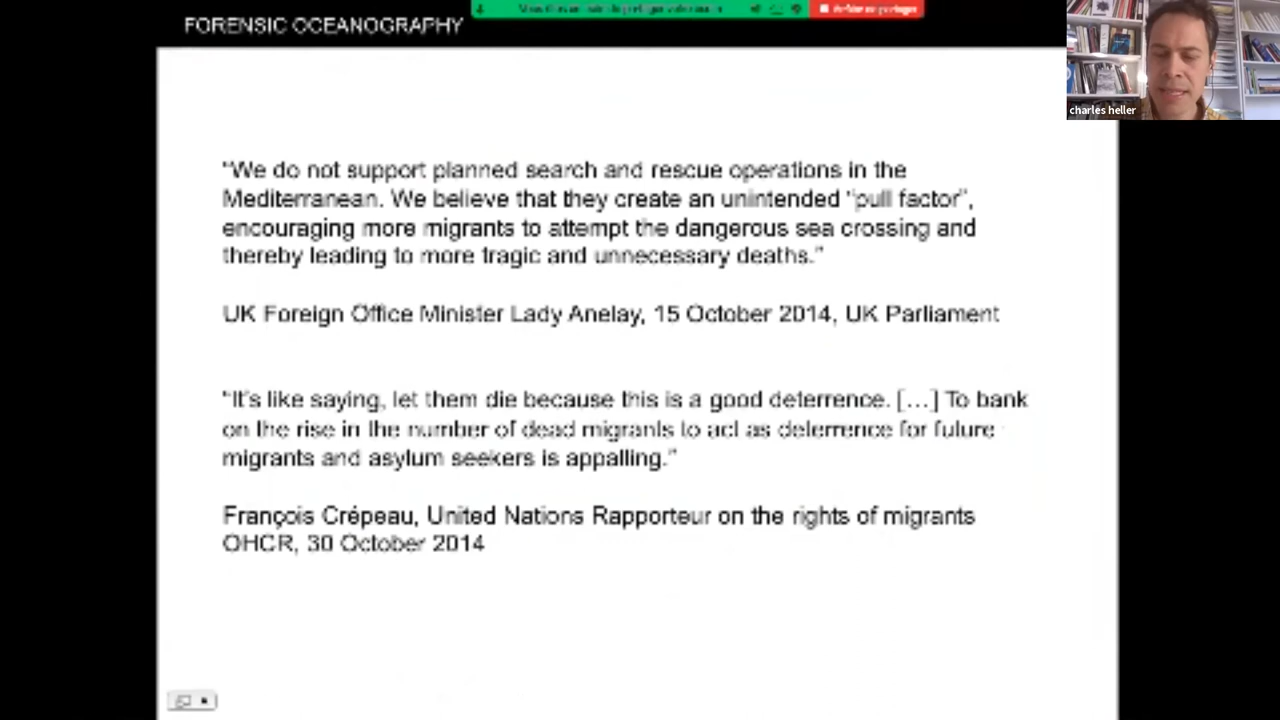 FORENSIC OCEANOGRAPHY
charles heller
“We do not support planned search and rescue operations in the
Mediterranean. We believe that they create an unintended “pull factor”,
encouraging more migrants to attempt the dangerous sea crossing and
thereby leading to more tragic and unnecessary deaths.”
UK Foreign Office Minister Lady Anelay, 15 October 2014, UK Parliament
“It’s like saying, let them die because this is a good deterrence. […] To bank
on the rise in the number of dead migrants to act as deterrence for future
migrants and asylum seekers is appalling.”
François Crépeau, United Nations Rapporteur on the rights of migrants
OHCR, 30 October 2014